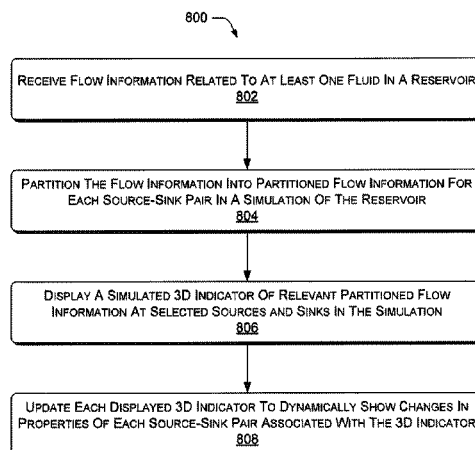 800
RECEIVE FLOW INFORMATION RELATED TO AT LEAST ONE FLUID IN A RESERVOIR
802
PARTITION THE FLOW INFORMATION INTO PARTITIONED FLOW INFORMATION FOR
EACH SOURCE-SINK PAIR IN A SIMULATION OF THE RESERVOIR
804
DISPLAY A SIMULATED 3D INDICATOR OF RELEVANT PARTITIONED FLOW
INFORMATION AT SELECTED SOURCES AND SINKS IN THE SIMULATION
806
UPDATE EACH DISPLAYED 3D INDICATOR TO DYNAMICALLY SHOW CHANGES IN
PROPERTIES OF EACH SOURCE-SINK PAIR ASSOCIATED WITH THE 3D INDICATOR
808